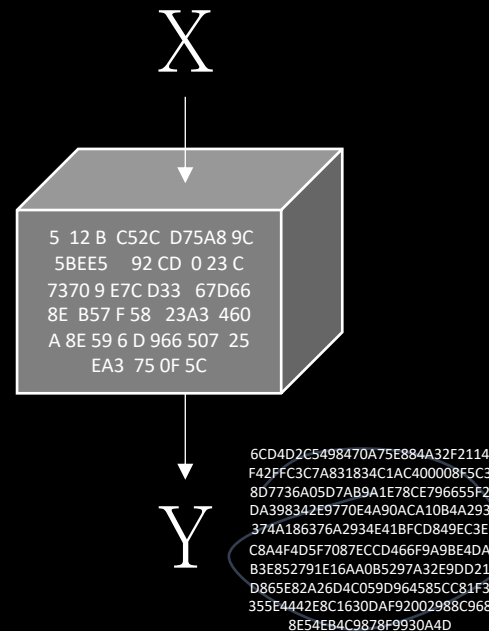 X
5 12 B C52C D75A8 9C
5BEE5 92 CD 0 23 C
7370 9 E7C D33 67D66
8E B57 F 58 23A3 460
A 8E 59 6 D 966 507 25
EA3 75 0F 5C
Y
6CD4D2C5498470A75E884A32F2114
F42FFC3C7A831834C1AC400008F5C3
8D7736A05D7AB9A1E78CE796655F2
DA398342E9770E4A90ACA10B4A293
374A186376A2934E41BFCD849EC3E
C8A4F4D5F7087ECCD466F9A9BE4DA
B3E852791E16AA0B5297A32E9DD21
D865E82A26D4C059D964585CC81F3
355E4442E8C1630DAF92002988C968
8E54EB4C9878F9930A4D